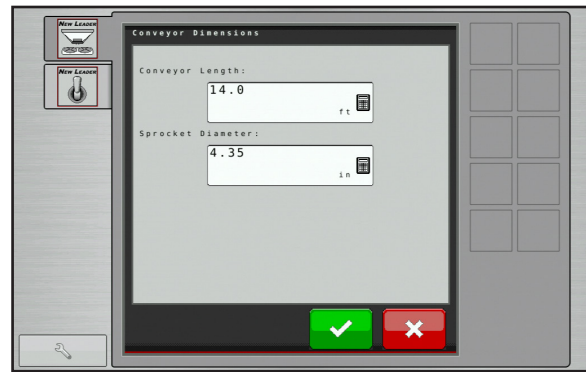 New Leader
New Leader
Conveyor Dimensions
Conveyor Length:
14.0
ft
Sprocket Diameter:
4.35
in